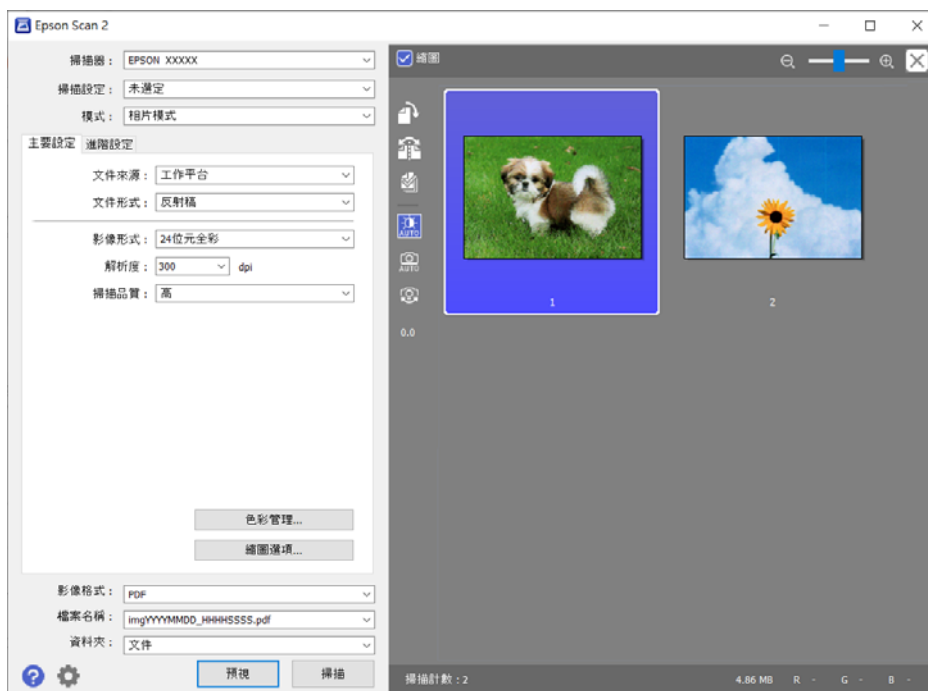 Epson Scan 2
掃描器： EPSON XXXXX
掃描設定： 未選定
模式： 相片模式
主要設定 進階設定
文件來源： 工作平台
文件形式： 反射稿
影像形式： 24位元全彩
解析度： 300 dpi
掃描品質： 高
色彩管理...
縮圖選項...
影像格式： PDF
檔案名稱： imgYYYYMMDD_HHHHSSSS.pdf
資料夾： 文件
? 預視 掃描
縮圖
AUTO
AUTO
0.0
1 2
掃描計數：2 4.86 MB R - G - B -